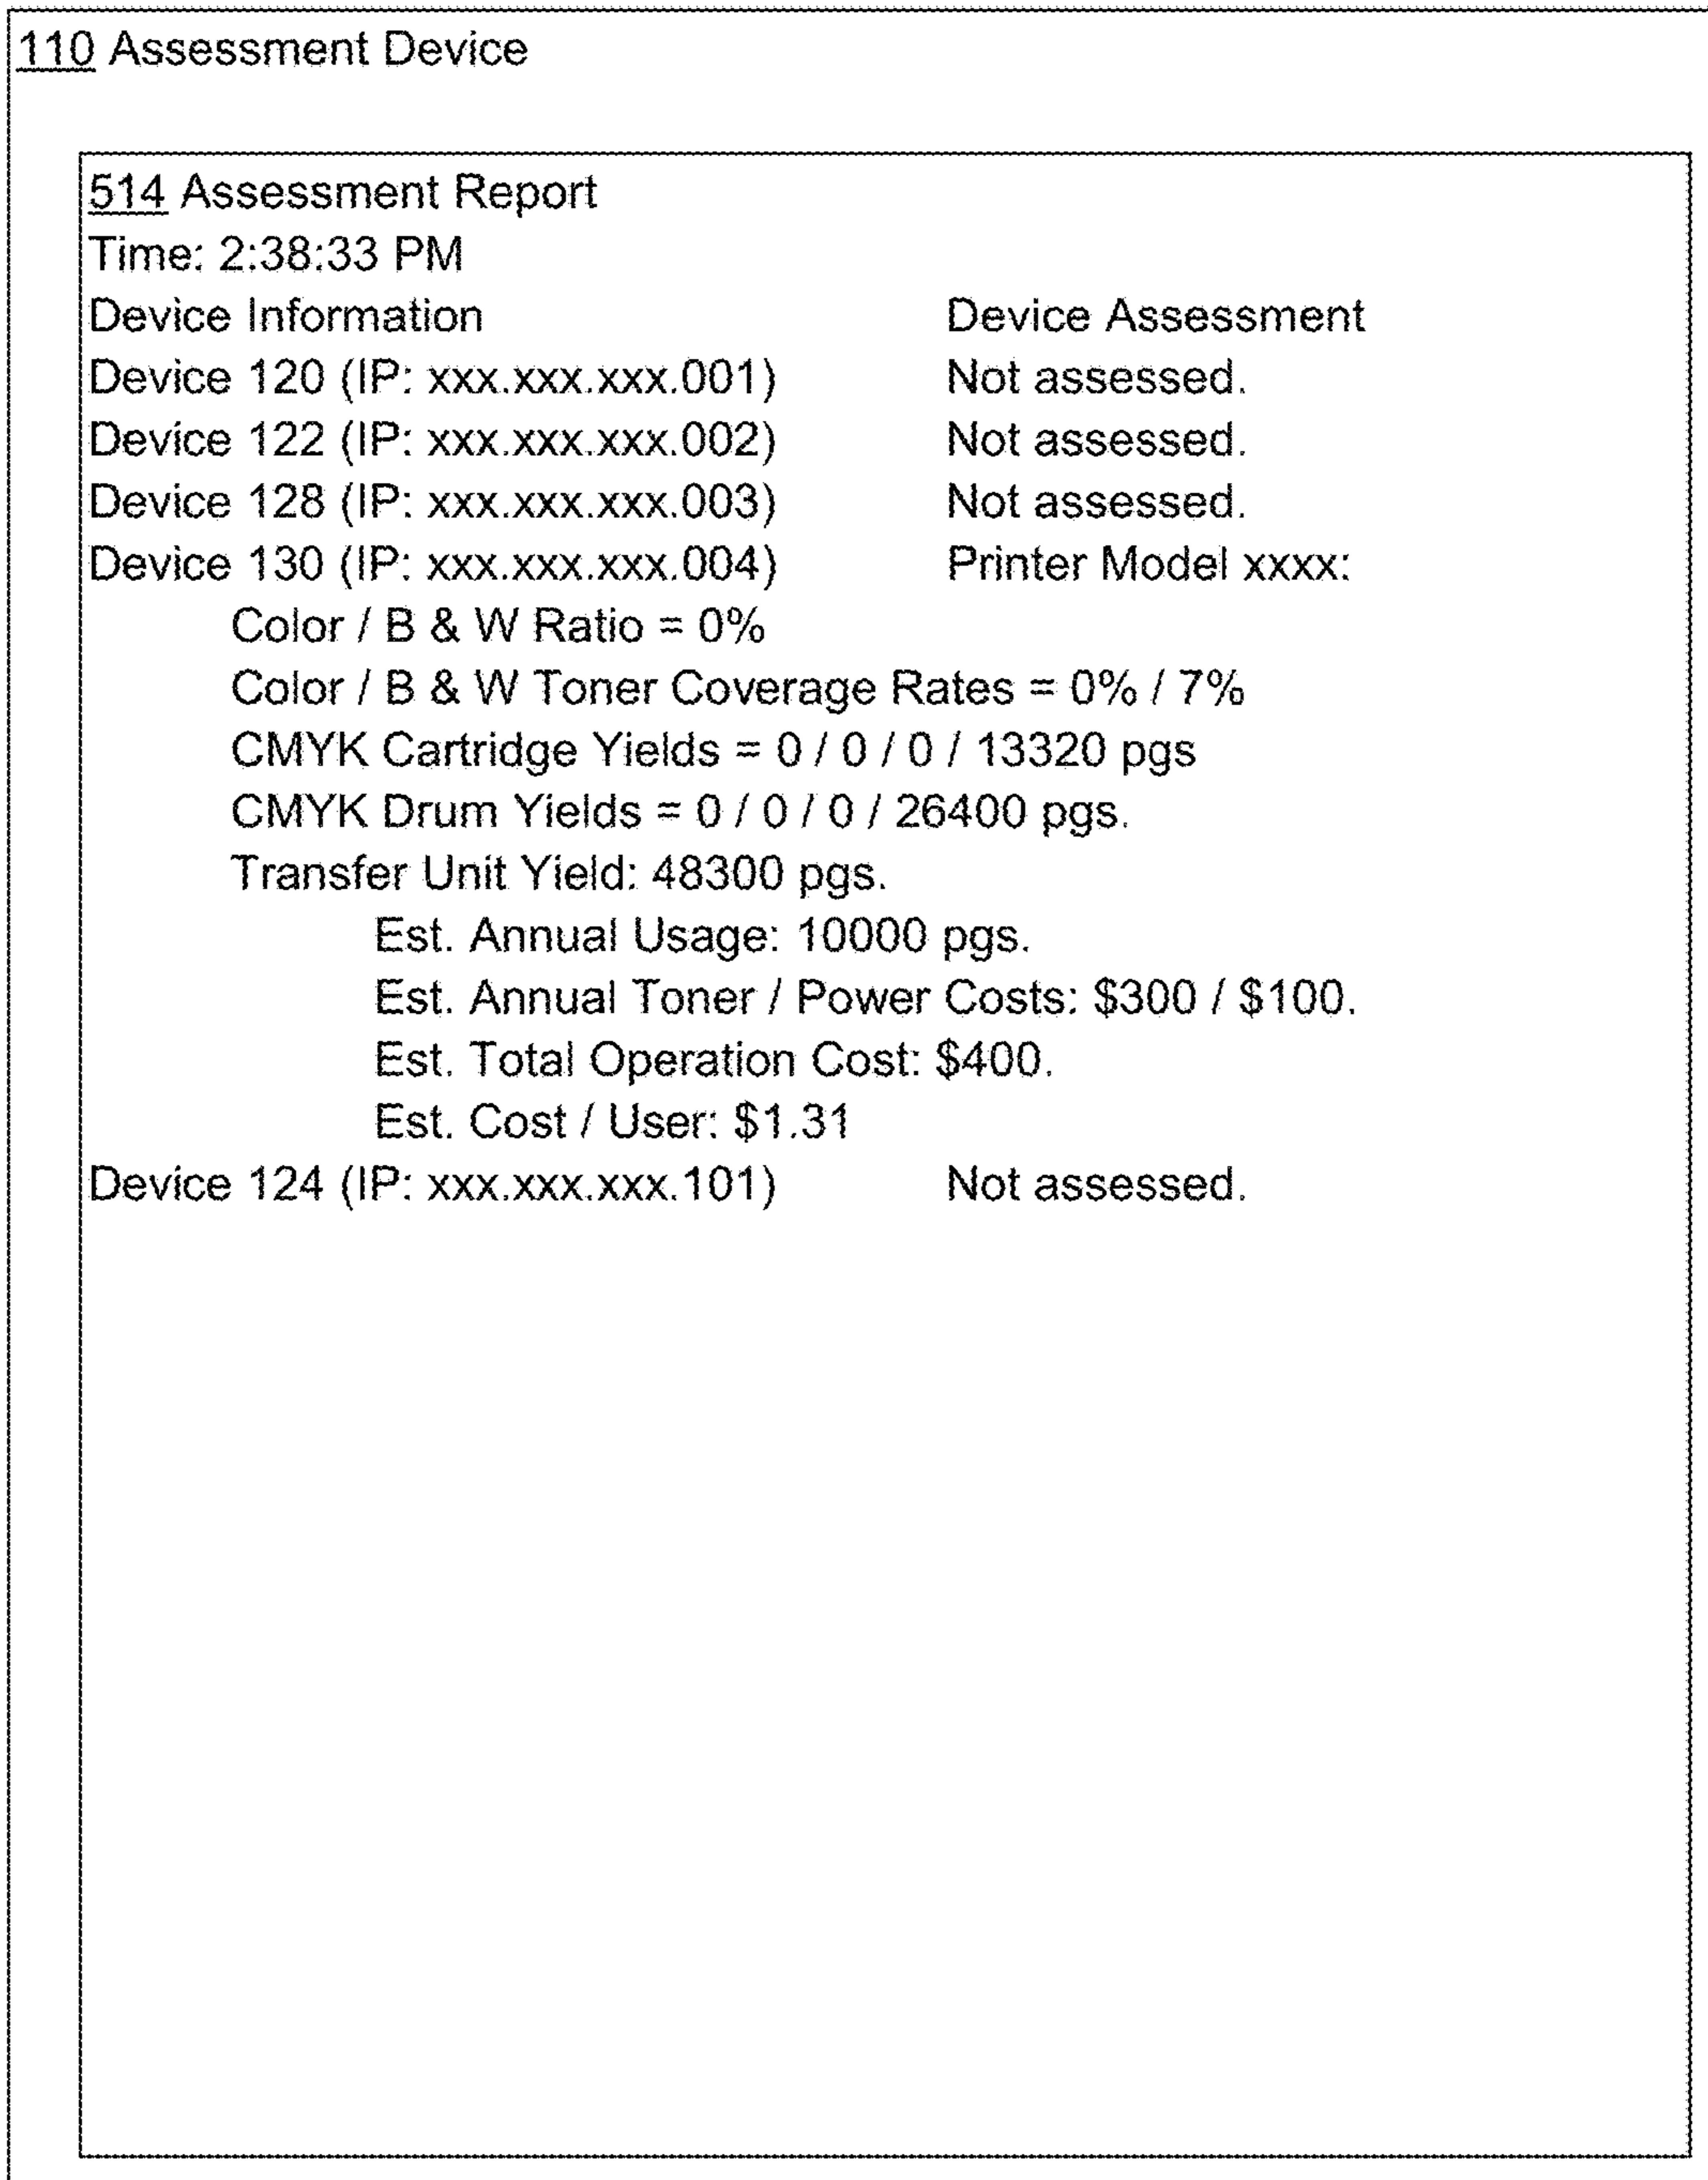 110 Assessment Device
514 Assessment Report
Time: 2:38:33 PM
Device Information Device Assessment
Device 120 (IP: xxx.xxx.xxx.001) Not assessed.
Device 122 (IP: xxx.xxx.xxx.002) Not assessed.
Device 128 (IP: xxx.xxx.xxx.003) Not assessed.
Device 130 (IP: xxx.xxx.xxx.004) Printer Model xxxx:
Color / B & W Ratio = 0%
Color / B & W Toner Coverage Rates = 0% / 7%
CMYK Cartridge Yields = 0 / 0 / 0 / 13320 pgs
CMYK Drum Yields = 0 / 0 / 0 / 26400 pgs.
Transfer Unit Yield: 48300 pgs.
Est. Annual Usage: 10000 pgs.
Est. Annual Toner / Power Costs: $300 / $100.
Est. Total Operation Cost: $400.
Est. Cost / User: $1.31
Device 124 (IP: xxx.xxx.xxx.101) Not assessed.